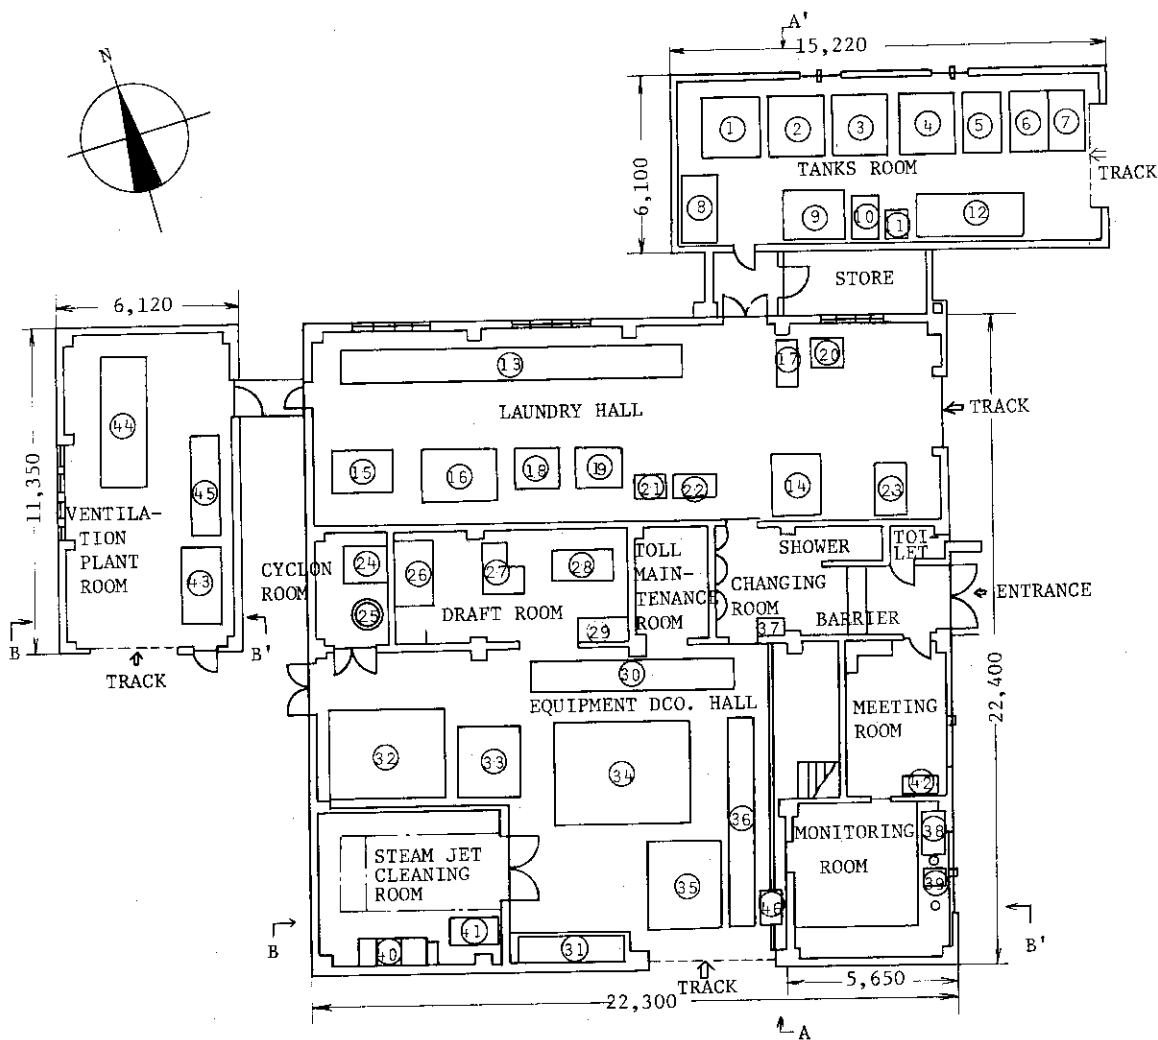 A'
15,220
N
1
2
3
4
5
6
7
TANKS ROOM
TRACK
6,100
8
9
10
11
12
STORE
6,120
13
17
20
LAUNDRY HALL
TRACK
44
11,350
15
16
18
19
21
22
14
23
45
VENTILA-
TION
PLANT
ROOM
43
CYCLON
ROOM
24
25
26
27
28
29
DRAFT ROOM
TOLL
MAIN-
TENANCE
ROOM
SHOWER
TOI
LET
CHANGING
ROOM
37
BARRIER
ENTRANCE
B
B'
TRACK
30
EQUIPMENT DCO. HALL
22,400
MEETING
ROOM
32
33
34
42
36
MONITORING
ROOM
38
39
STEAM JET
CLEANING
ROOM
35
46
41
40
31
B
B'
TRACK
5,650
22,300
A